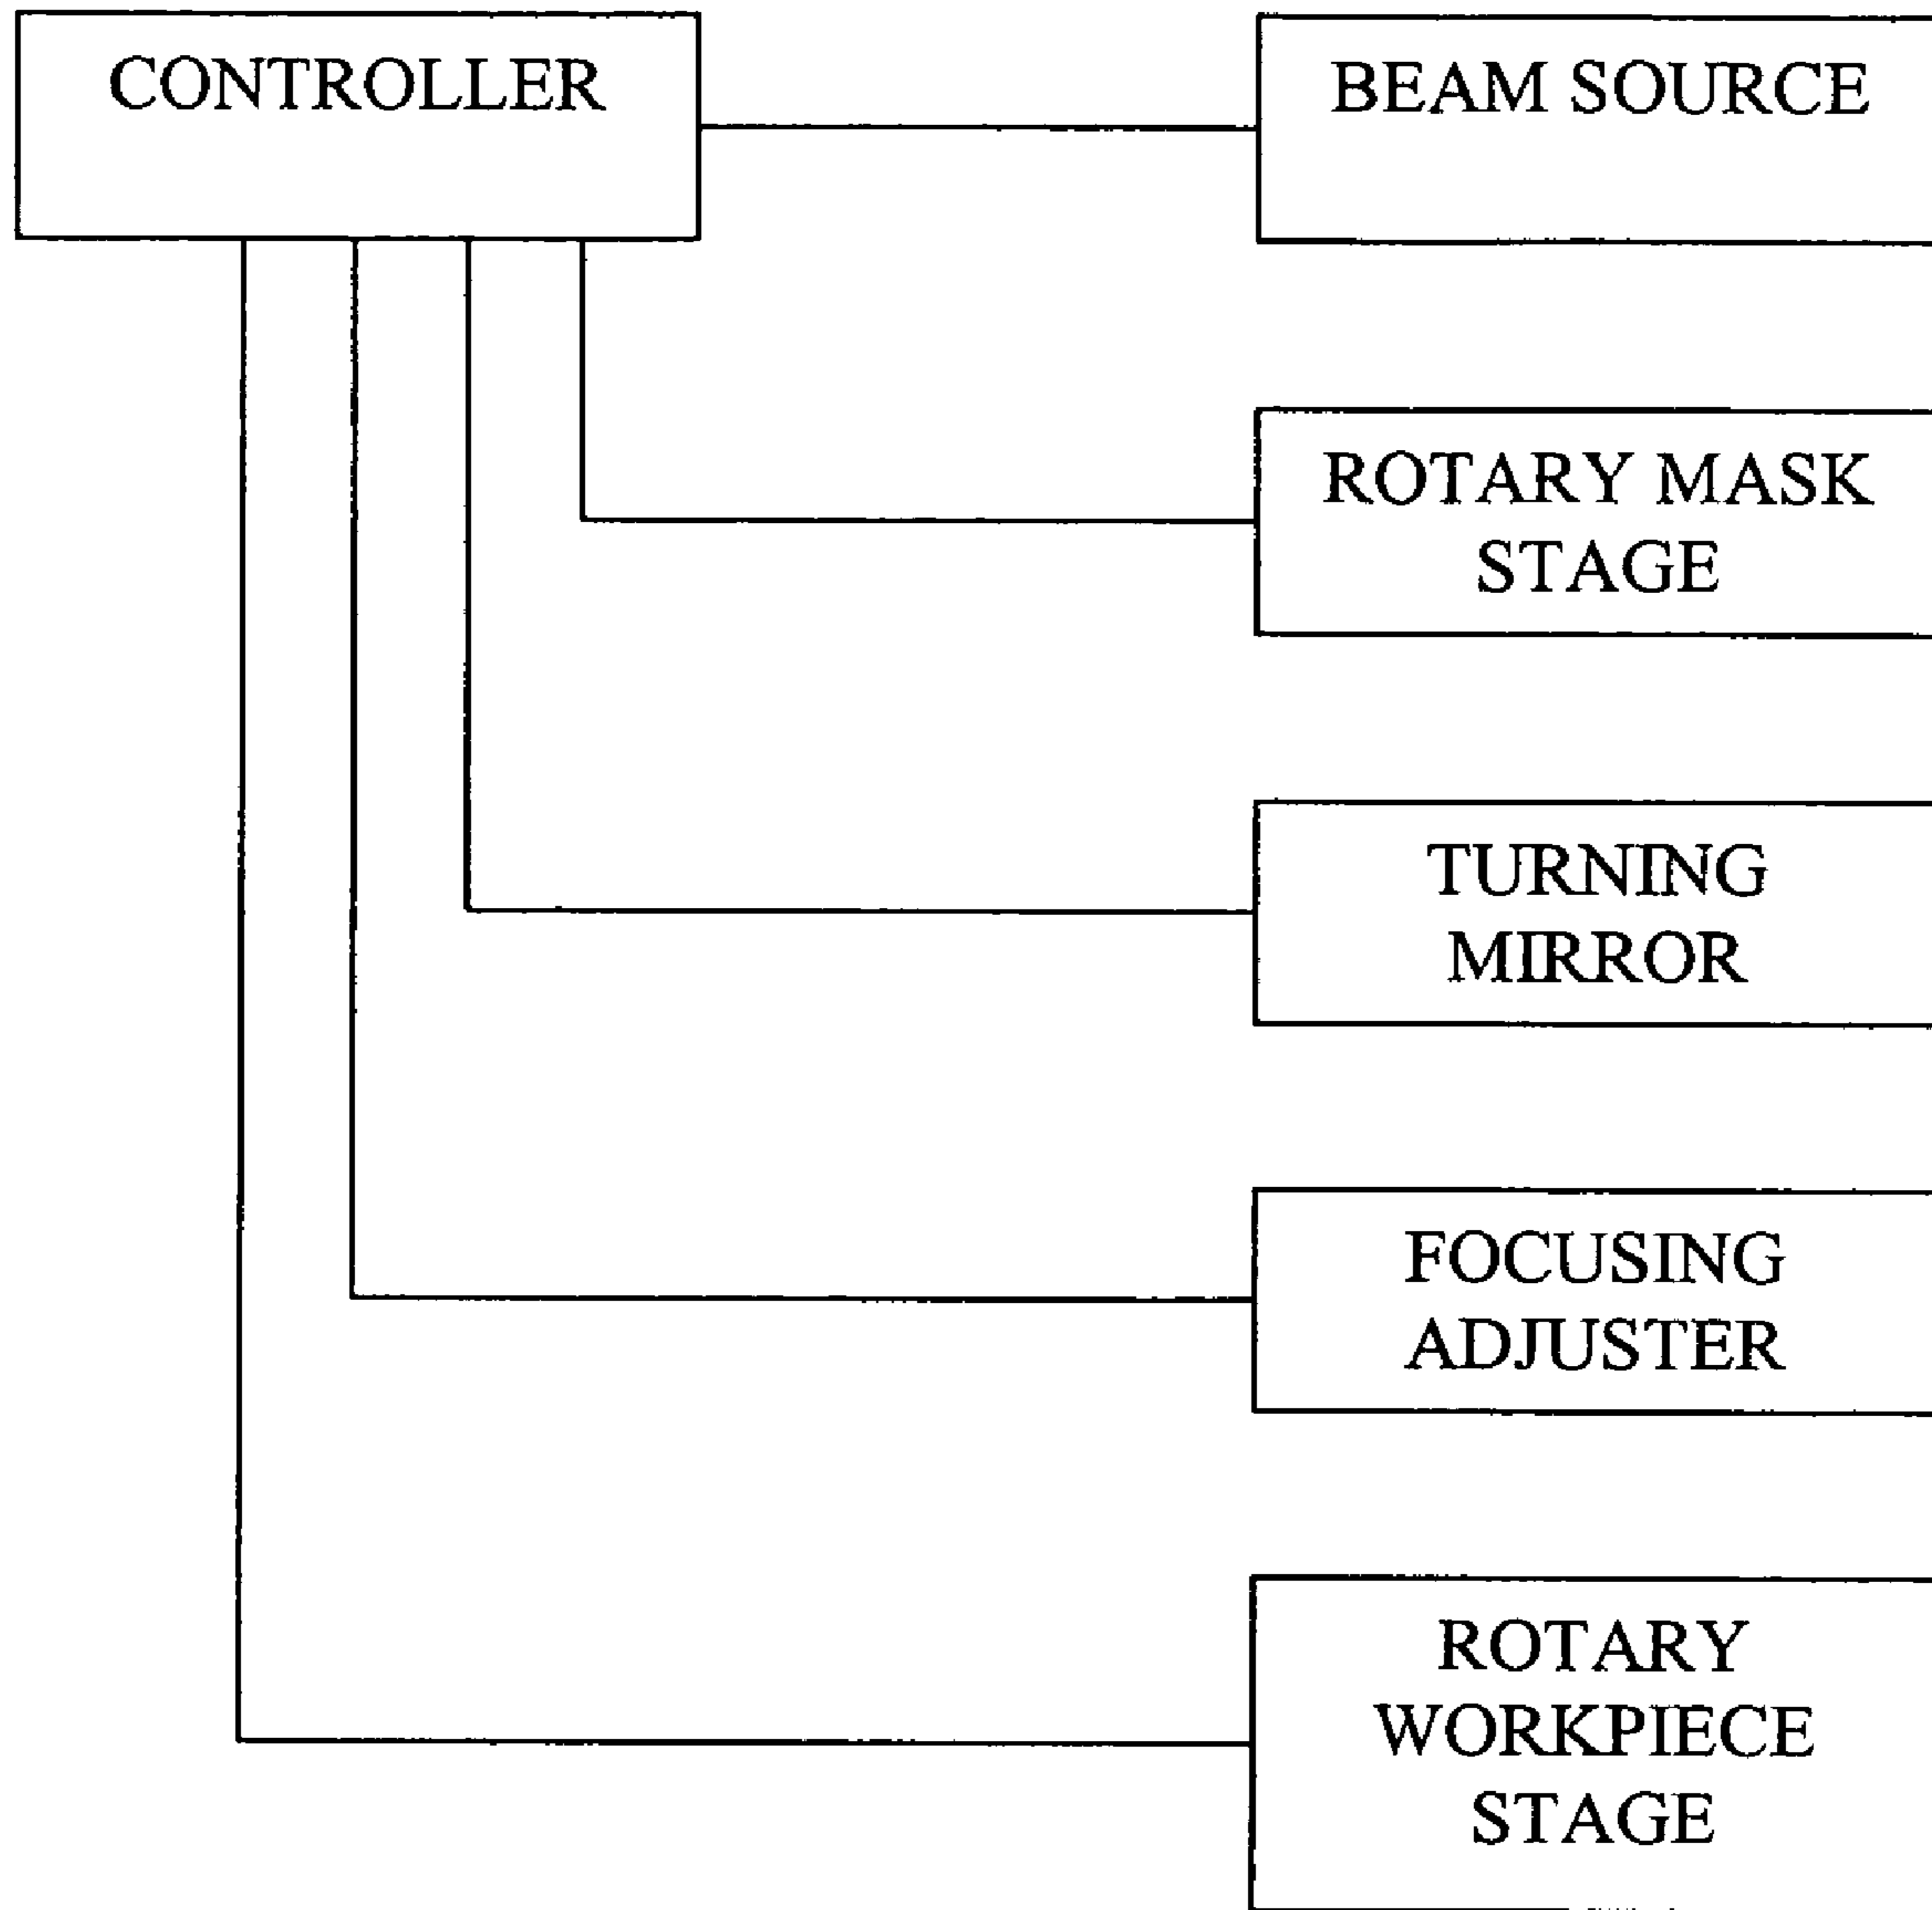 CONTROLLER
BEAM SOURCE
ROTARY MASK
STAGE
TURNING
MIRROR
FOCUSING
ADJUSTER
ROTARY
WORKPIECE
STAGE